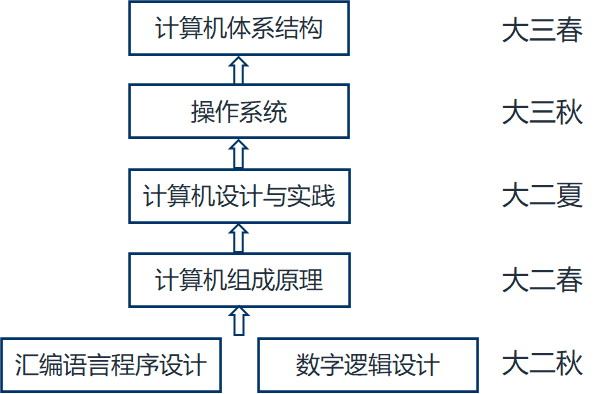 计算机体系结构 大三春
操作系统 大三秋
计算机设计与实践 大二夏
计算机组成原理 大二春
汇编语言程序设计 数字逻辑设计 大二秋